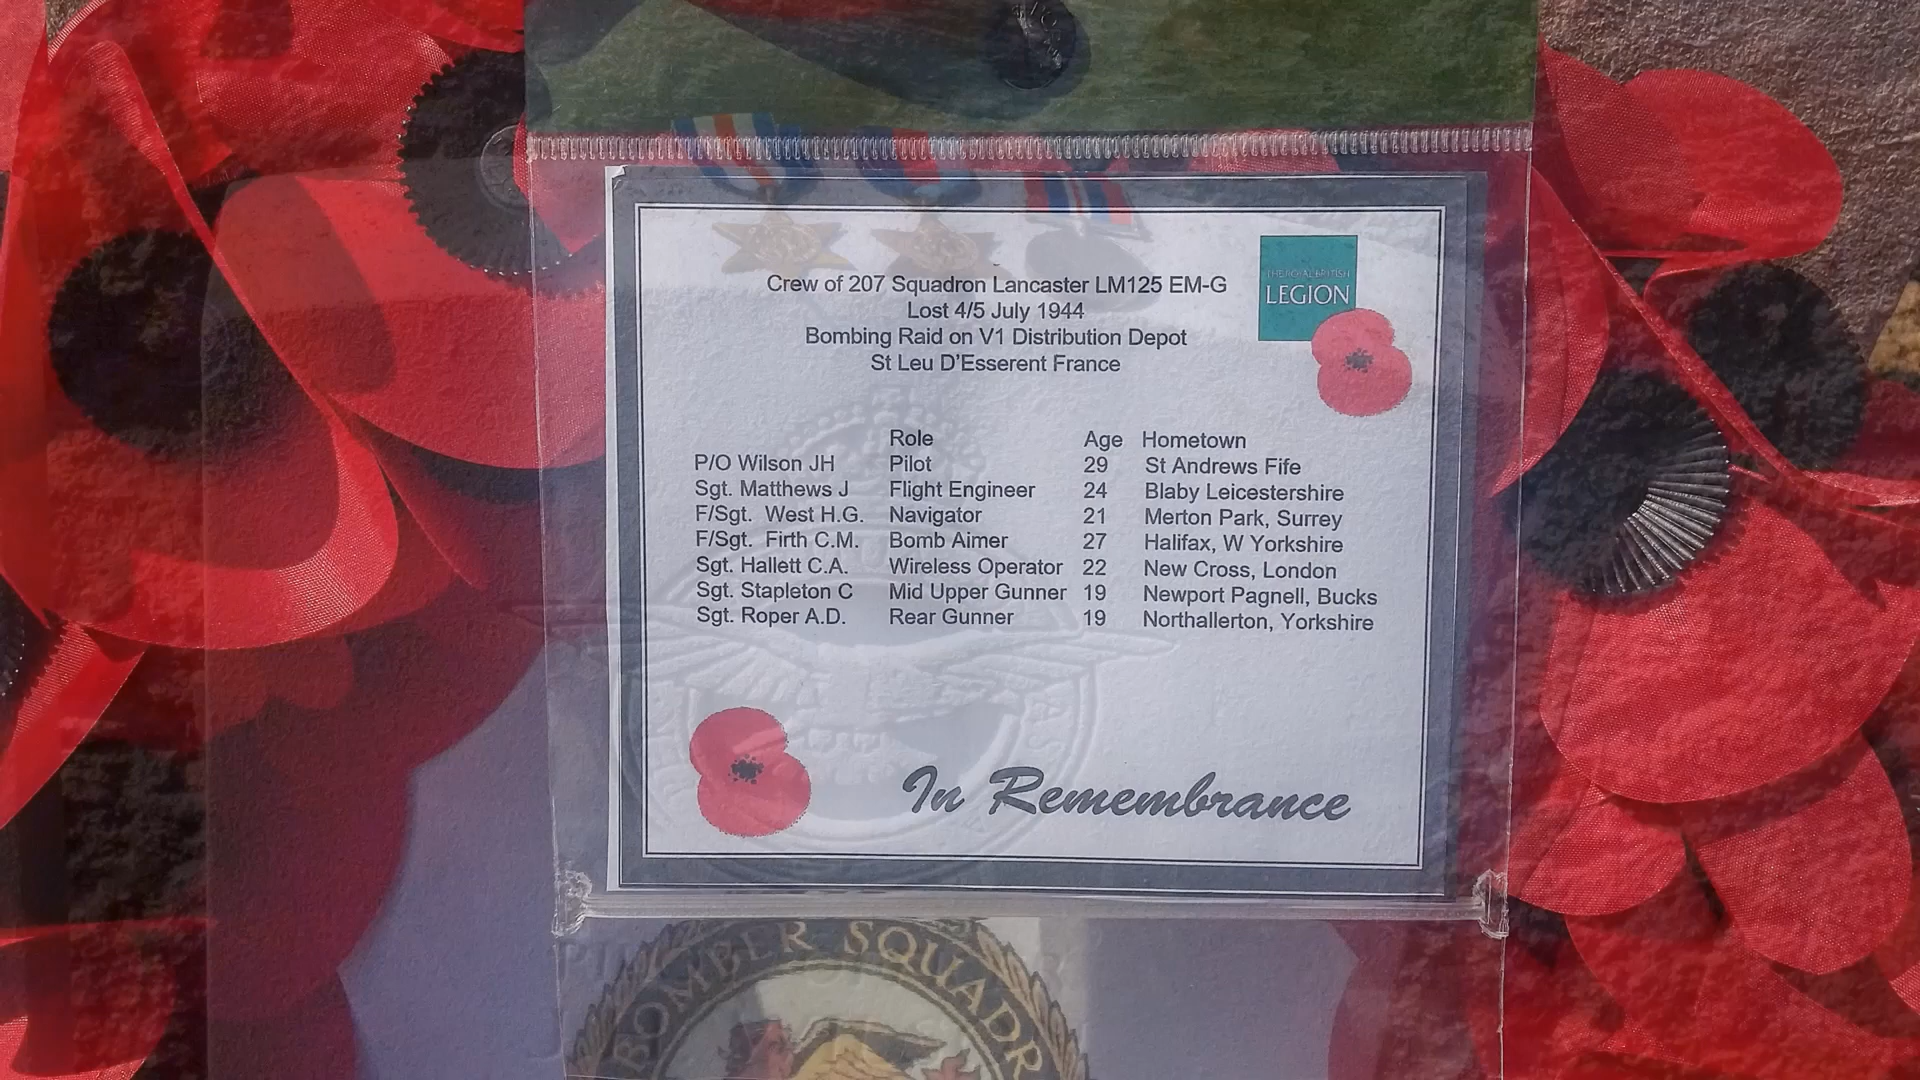 Crew of 207 Squadron Lancaster LM125 EM-G
Lost 4/5 July 1944
Bombing Raid on V1 Distribution Depot
St Leu D'Esserent France
THE ROYAL BRITISH
LEGION
Role Age Hometown
P/O Wilson JH Pilot 29 St Andrews Fife
Sgt. Matthews J Flight Engineer 24 Blaby Leicestershire
F/Sgt. West H.G. Navigator 21 Merton Park, Surrey
F/Sgt. Firth C.M. Bomb Aimer 27 Halifax, W Yorkshire
Sgt. Hallett C.A. Wireless Operator 22 New Cross, London
Sgt. Stapleton C Mid Upper Gunner 19 Newport Pagnell, Bucks
Sgt. Roper A.D. Rear Gunner 19 Northallerton, Yorkshire
In Remembrance
BOMBER SQUADR